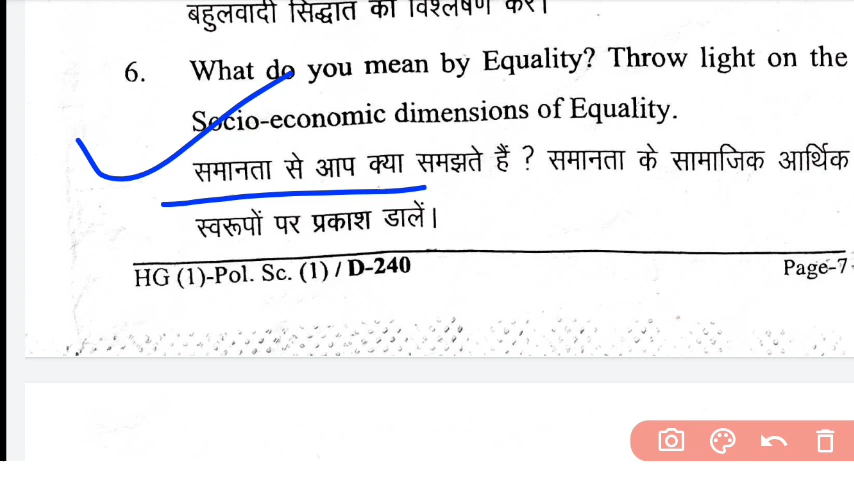 बहुलवादी सिद्धांत का विश्लेषण करें।
6. What do you mean by Equality? Throw light on the
Socio-economic dimensions of Equality.
समानता से आप क्या समझते हैं ? समानता के सामाजिक आर्थिक
स्वरूपों पर प्रकाश डालें।
HG (1)-Pol. Sc. (1) / D-240 Page-7